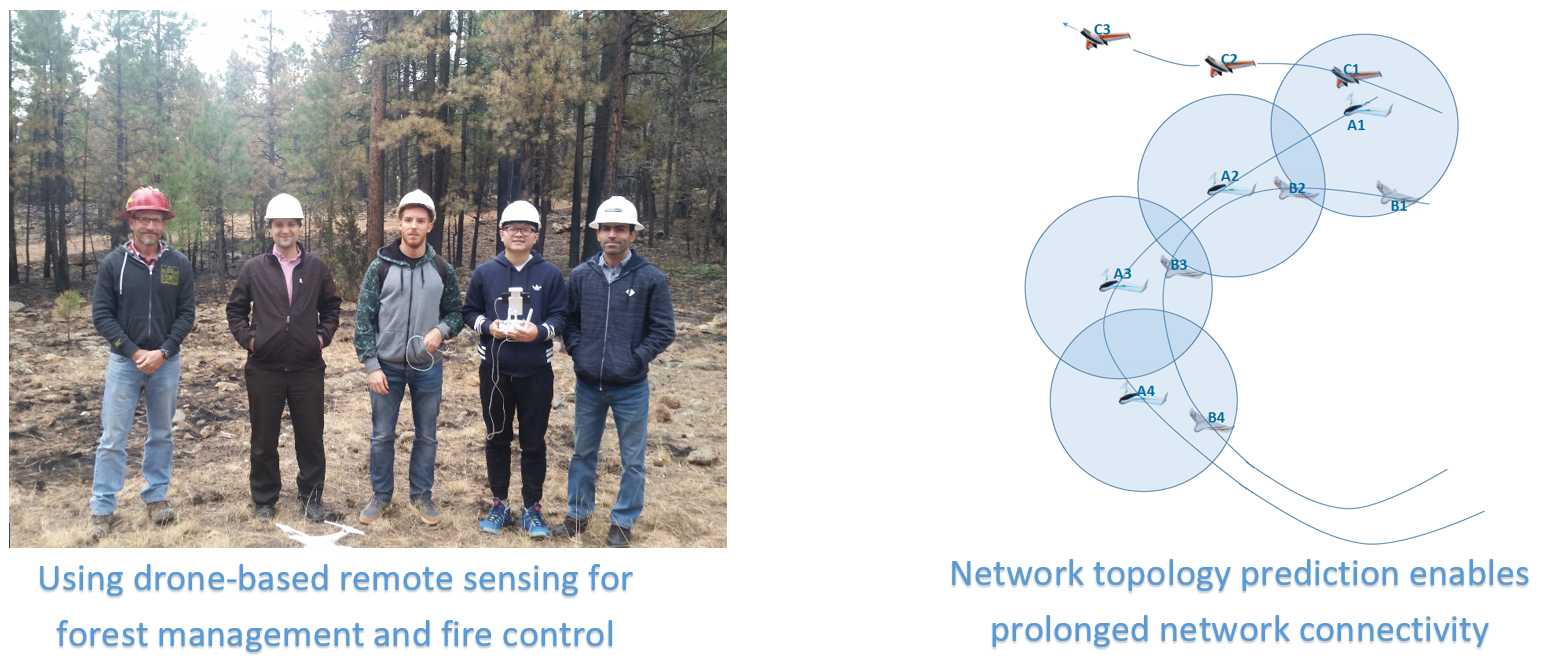 Using drone-based remote sensing for
forest management and fire control
C3
C2
C1
A1
A2
B2
B1
A3
B3
A4
B4
Network topology prediction enables
prolonged network connectivity